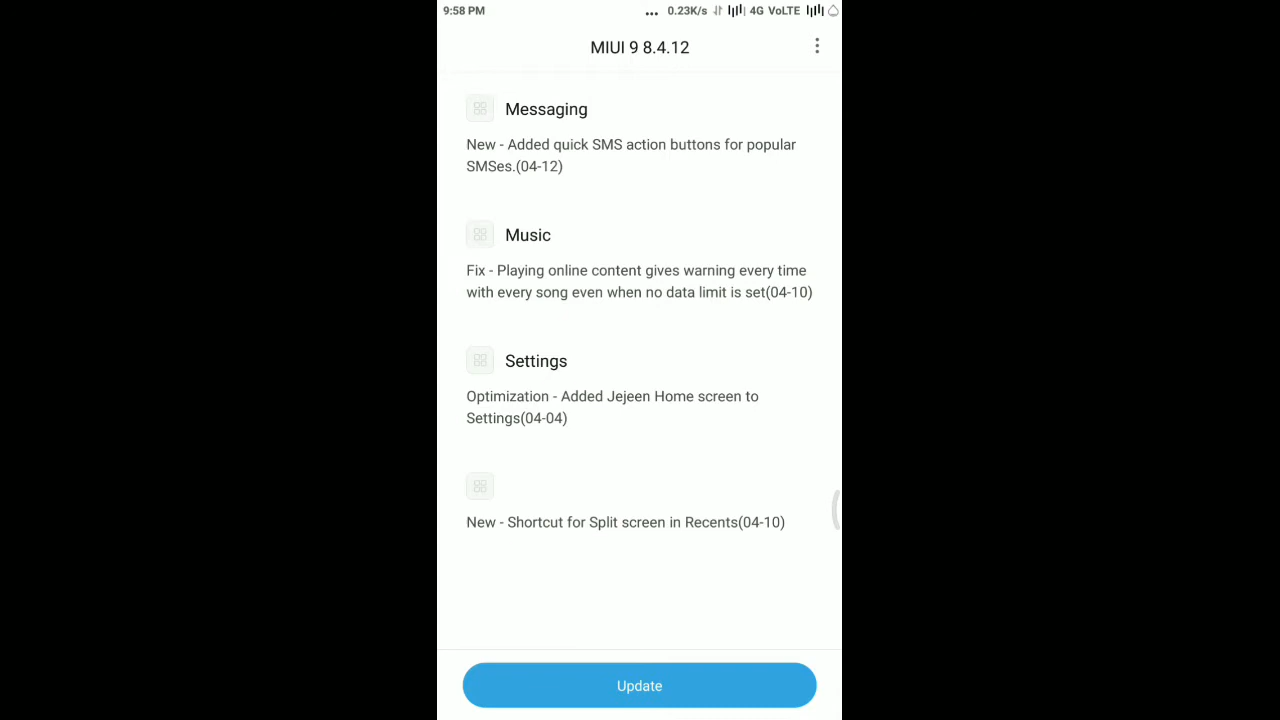 9:58 PM ... 0.23K/s 4G VoLTE
MIUI 9 8.4.12
Messaging
New - Added quick SMS action buttons for popular
SMSes.(04-12)
Music
Fix - Playing online content gives warning every time
with every song even when no data limit is set(04-10)
Settings
Optimization - Added Jejeen Home screen to
Settings(04-04)
New - Shortcut for Split screen in Recents(04-10)
Update